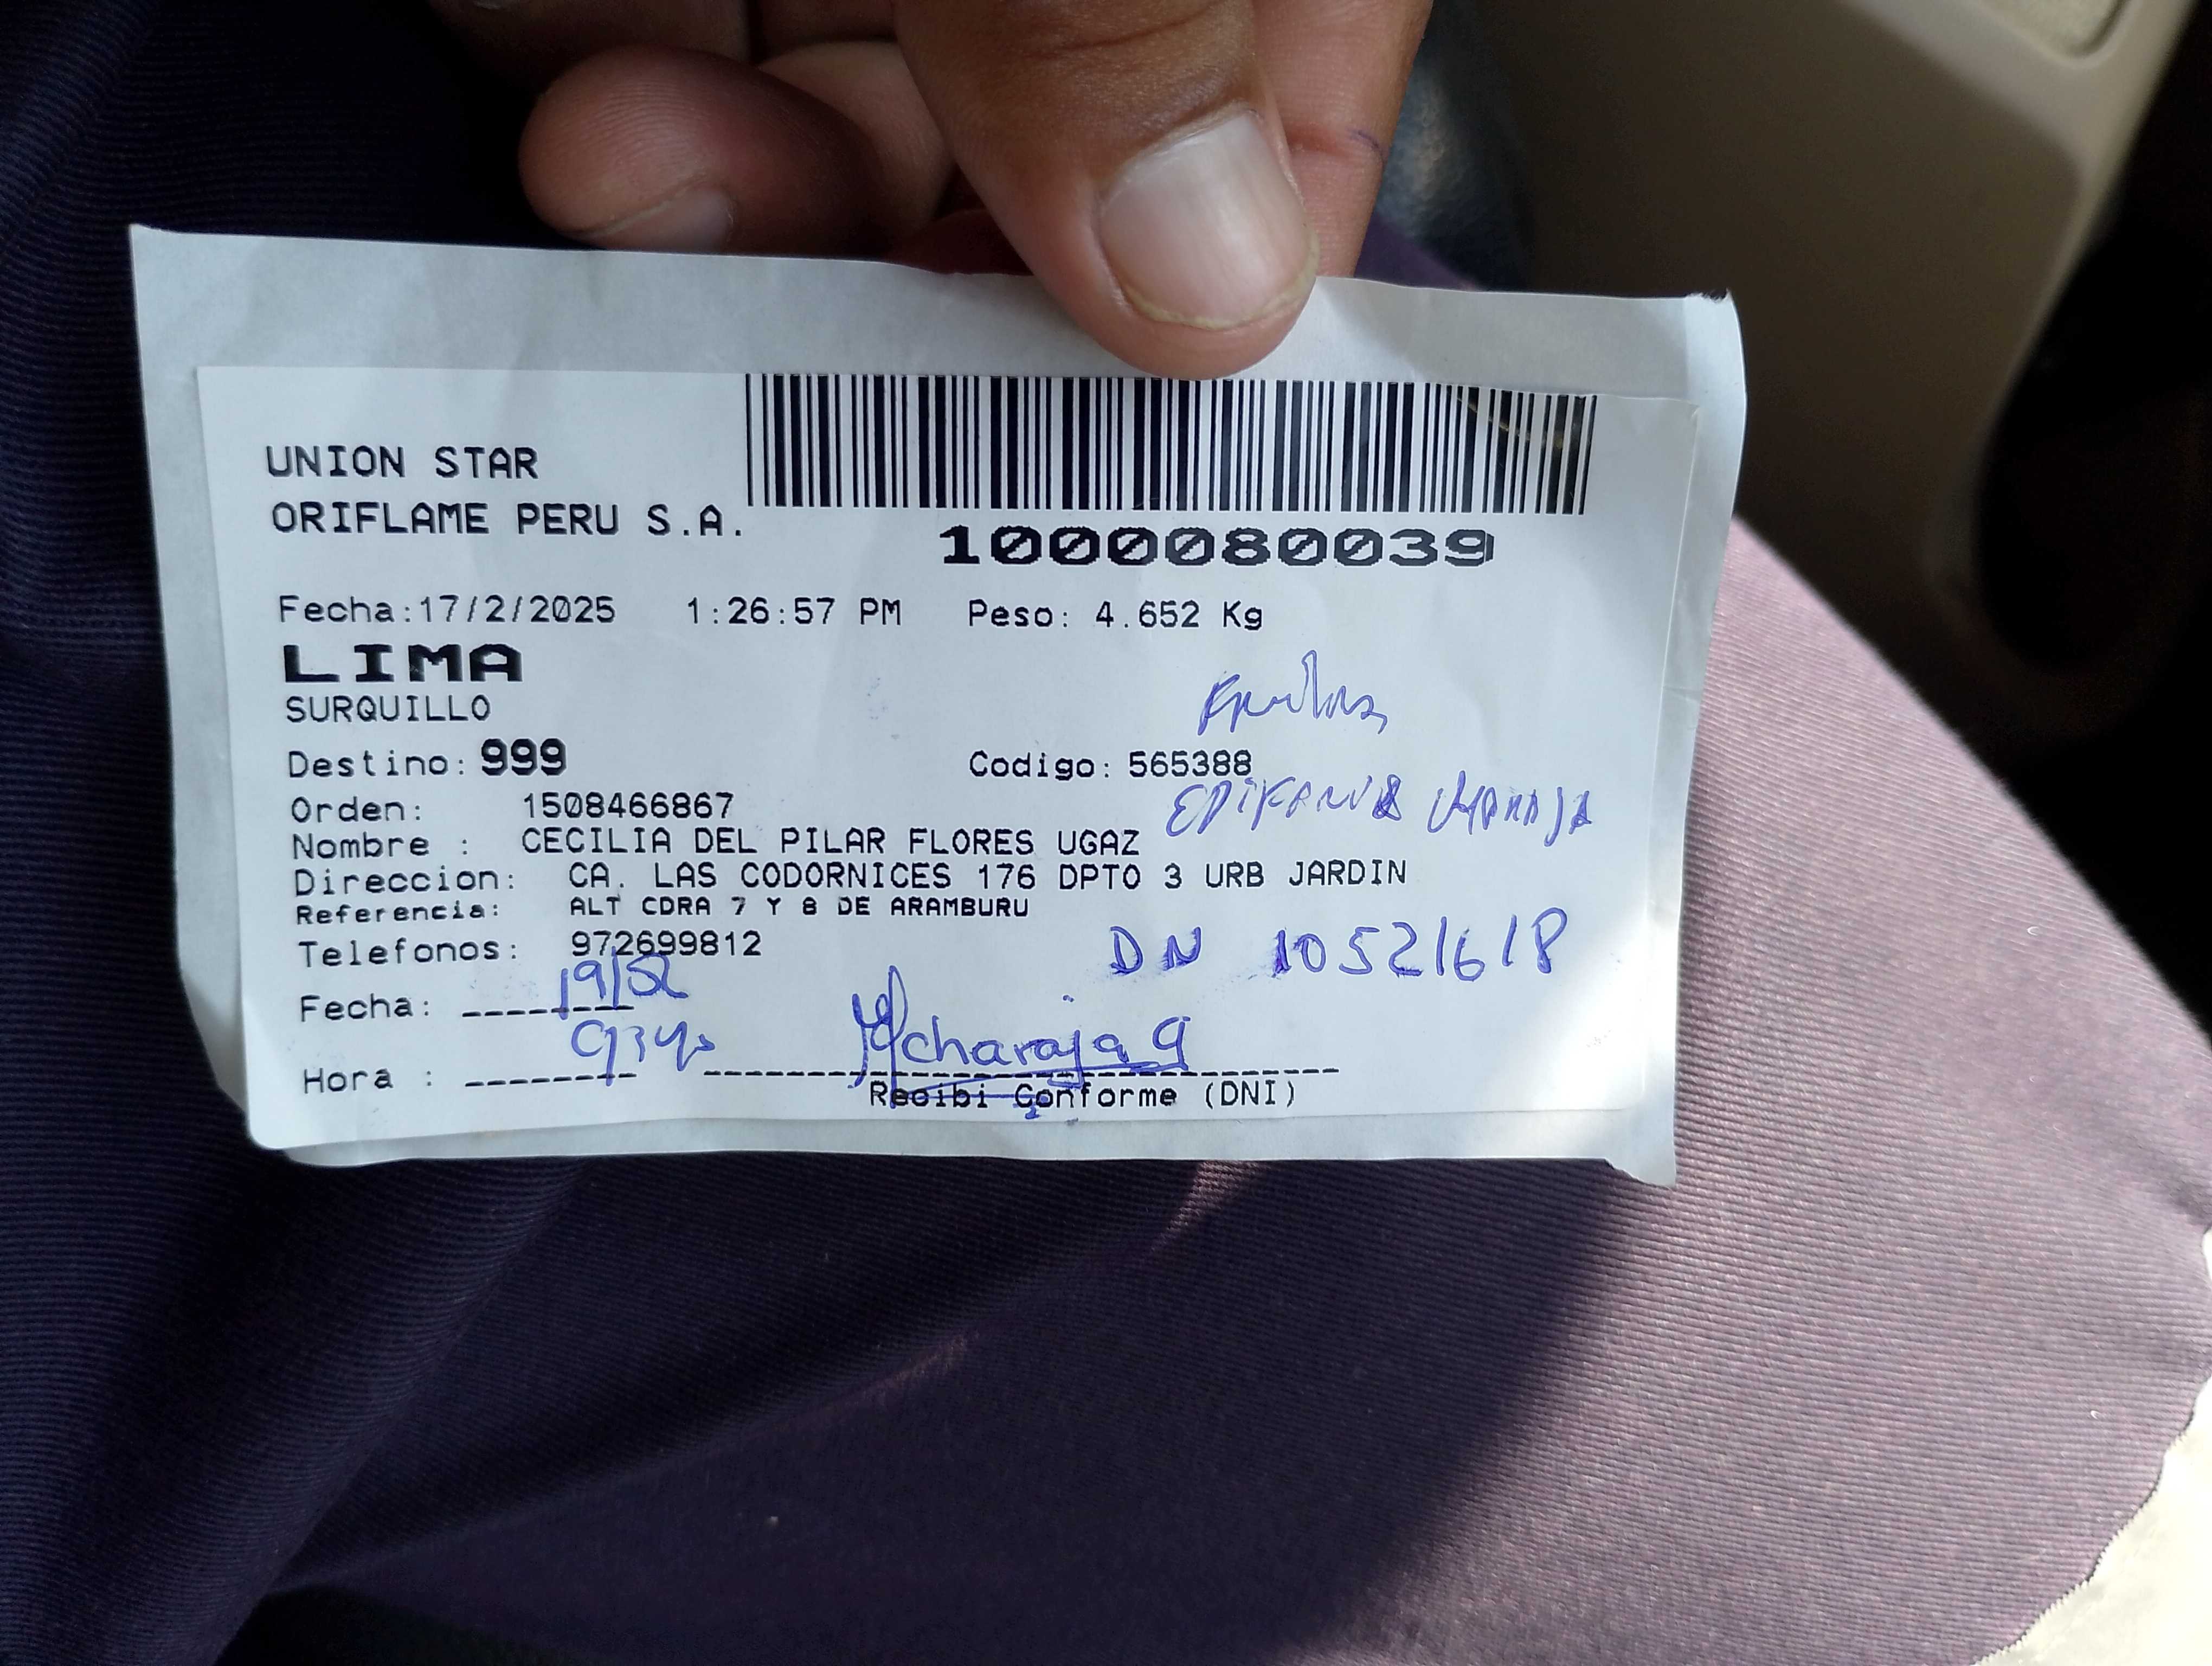 UNION STAR
ORIFLAME PERU S.A.
1000080039
Fecha:17/2/2025 1:26:57 PM Peso: 4.652 Kg
LIMA
SURQUILLO
Destino: 999 Codigo: 565388
Orden: 1508466867
Nombre : CECILIA DEL PILAR FLORES UGAZ
Direccion: CA. LAS CODORNICES 176 DPTO 3 URB JARDIN
Referencia: ALT CDRA 7 Y 8 DE ARAMBURU
Telefonos: 972699812
DN 10521618
Fecha:
Hora :
Recibi Conforme (DNI)